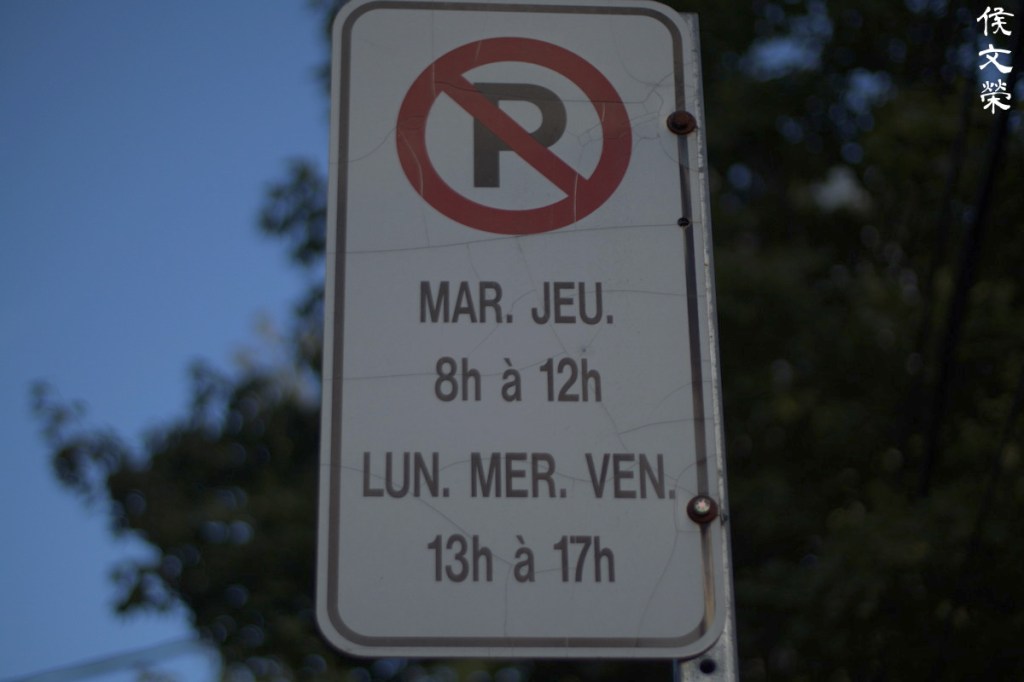 P
MAR. JEU.
8h à 12h
LUN. MER. VEN.
13h à 17h
侯文榮